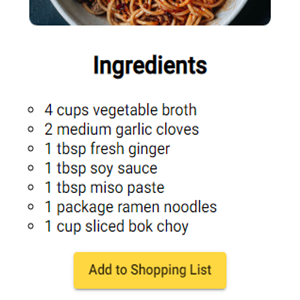 Ingredients
4 cups vegetable broth
2 medium garlic cloves
1 tbsp fresh ginger
1 tbsp soy sauce
1 tbsp miso paste
1 package ramen noodles
1 cup sliced bok choy
Add to Shopping List